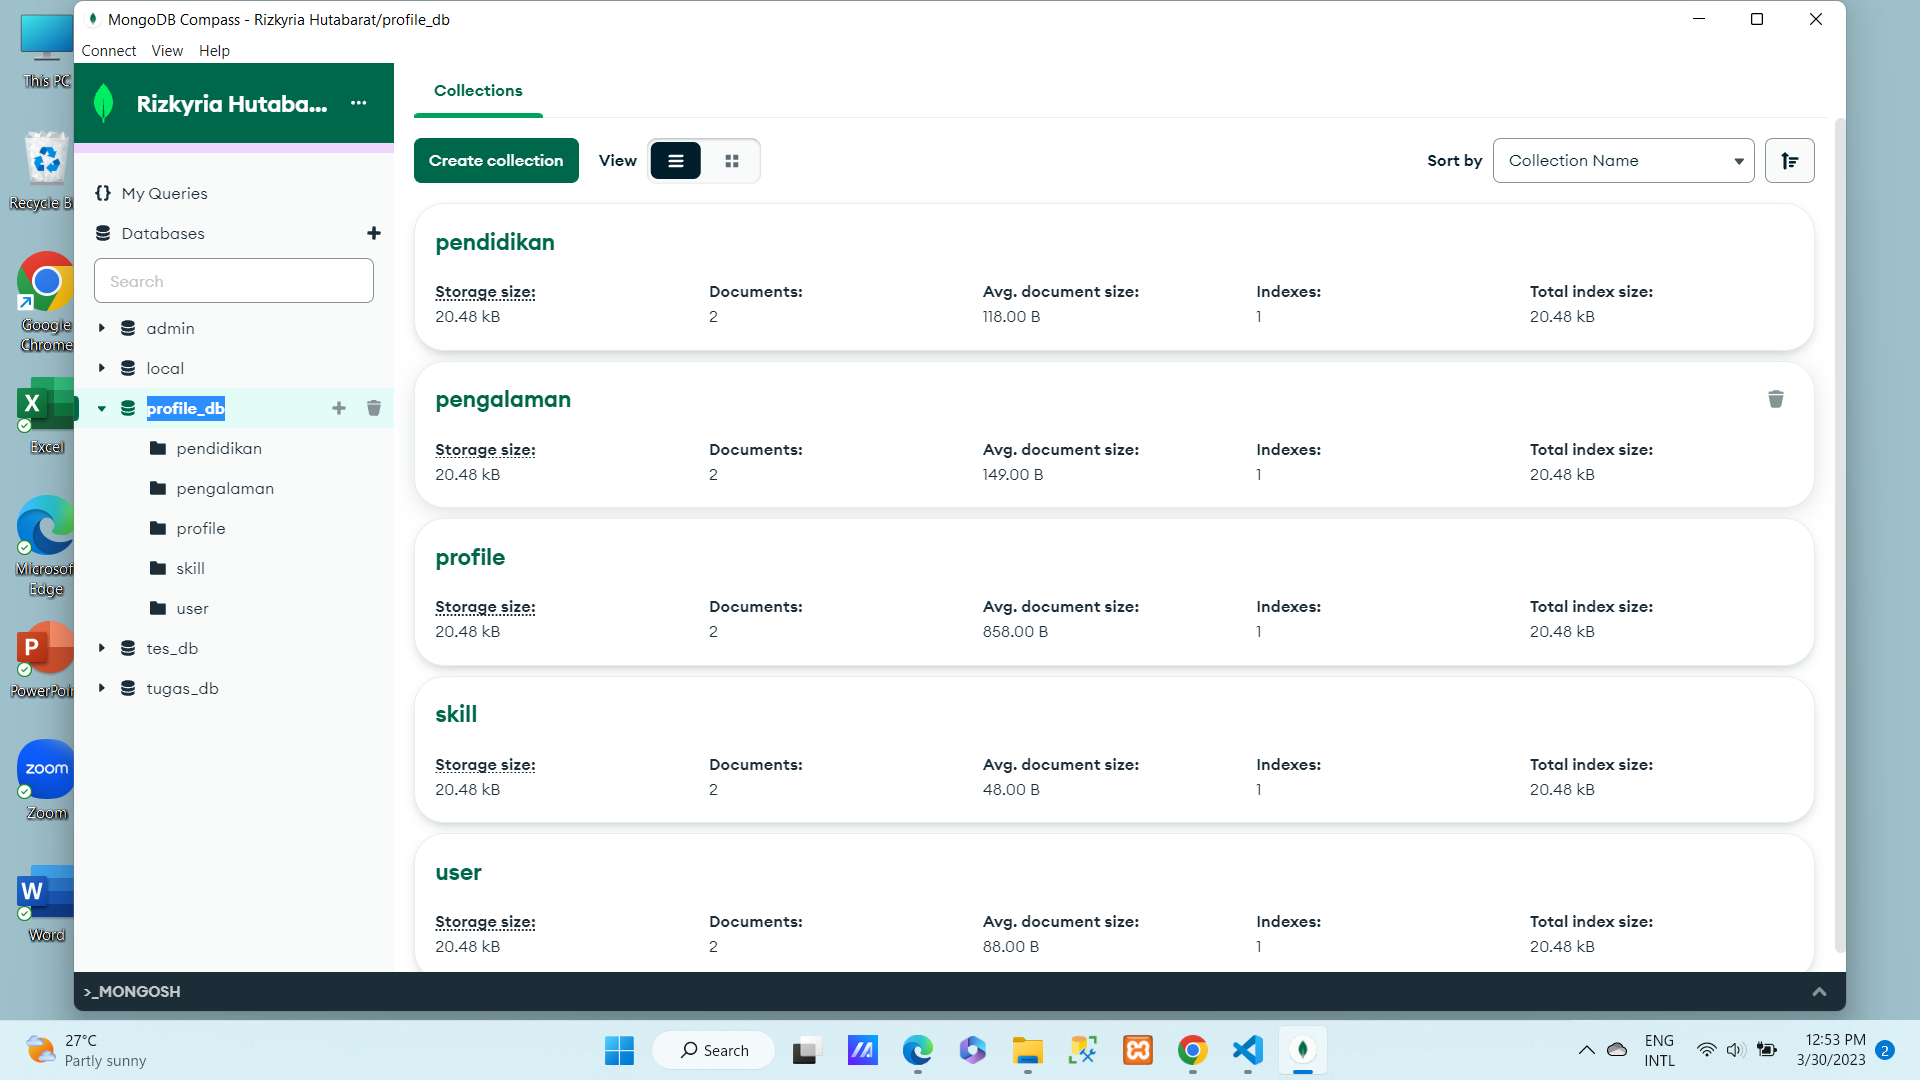 This PC
Recycle B
Google
Chrome
X
Excel
Microsof
Edge
P
PowerPoin
zoom
Zoom
W
Word
MongoDB Compass - Rizkyria Hutabarat/profile_db
Connect View Help
Rizkyria Hutaba...
{} My Queries
Databases
Search
admin
local
profile_db
pendidikan
pengalaman
profile
skill
user
tes_db
tugas_db
Collections
Create collection View Sort by Collection Name
pendidikan
Storage size: Documents: Avg. document size: Indexes: Total index size:
20.48 kB 2 118.00 B 1 20.48 kB
pengalaman
Storage size: Documents: Avg. document size: Indexes: Total index size:
20.48 kB 2 149.00 B 1 20.48 kB
profile
Storage size: Documents: Avg. document size: Indexes: Total index size:
20.48 kB 2 858.00 B 1 20.48 kB
skill
Storage size: Documents: Avg. document size: Indexes: Total index size:
20.48 kB 2 48.00 B 1 20.48 kB
user
Storage size: Documents: Avg. document size: Indexes: Total index size:
20.48 kB 2 88.00 B 1 20.48 kB
>_MONGOSH
27°C
Partly sunny
Search
ENG
INTL
12:53 PM
3/30/2023
2